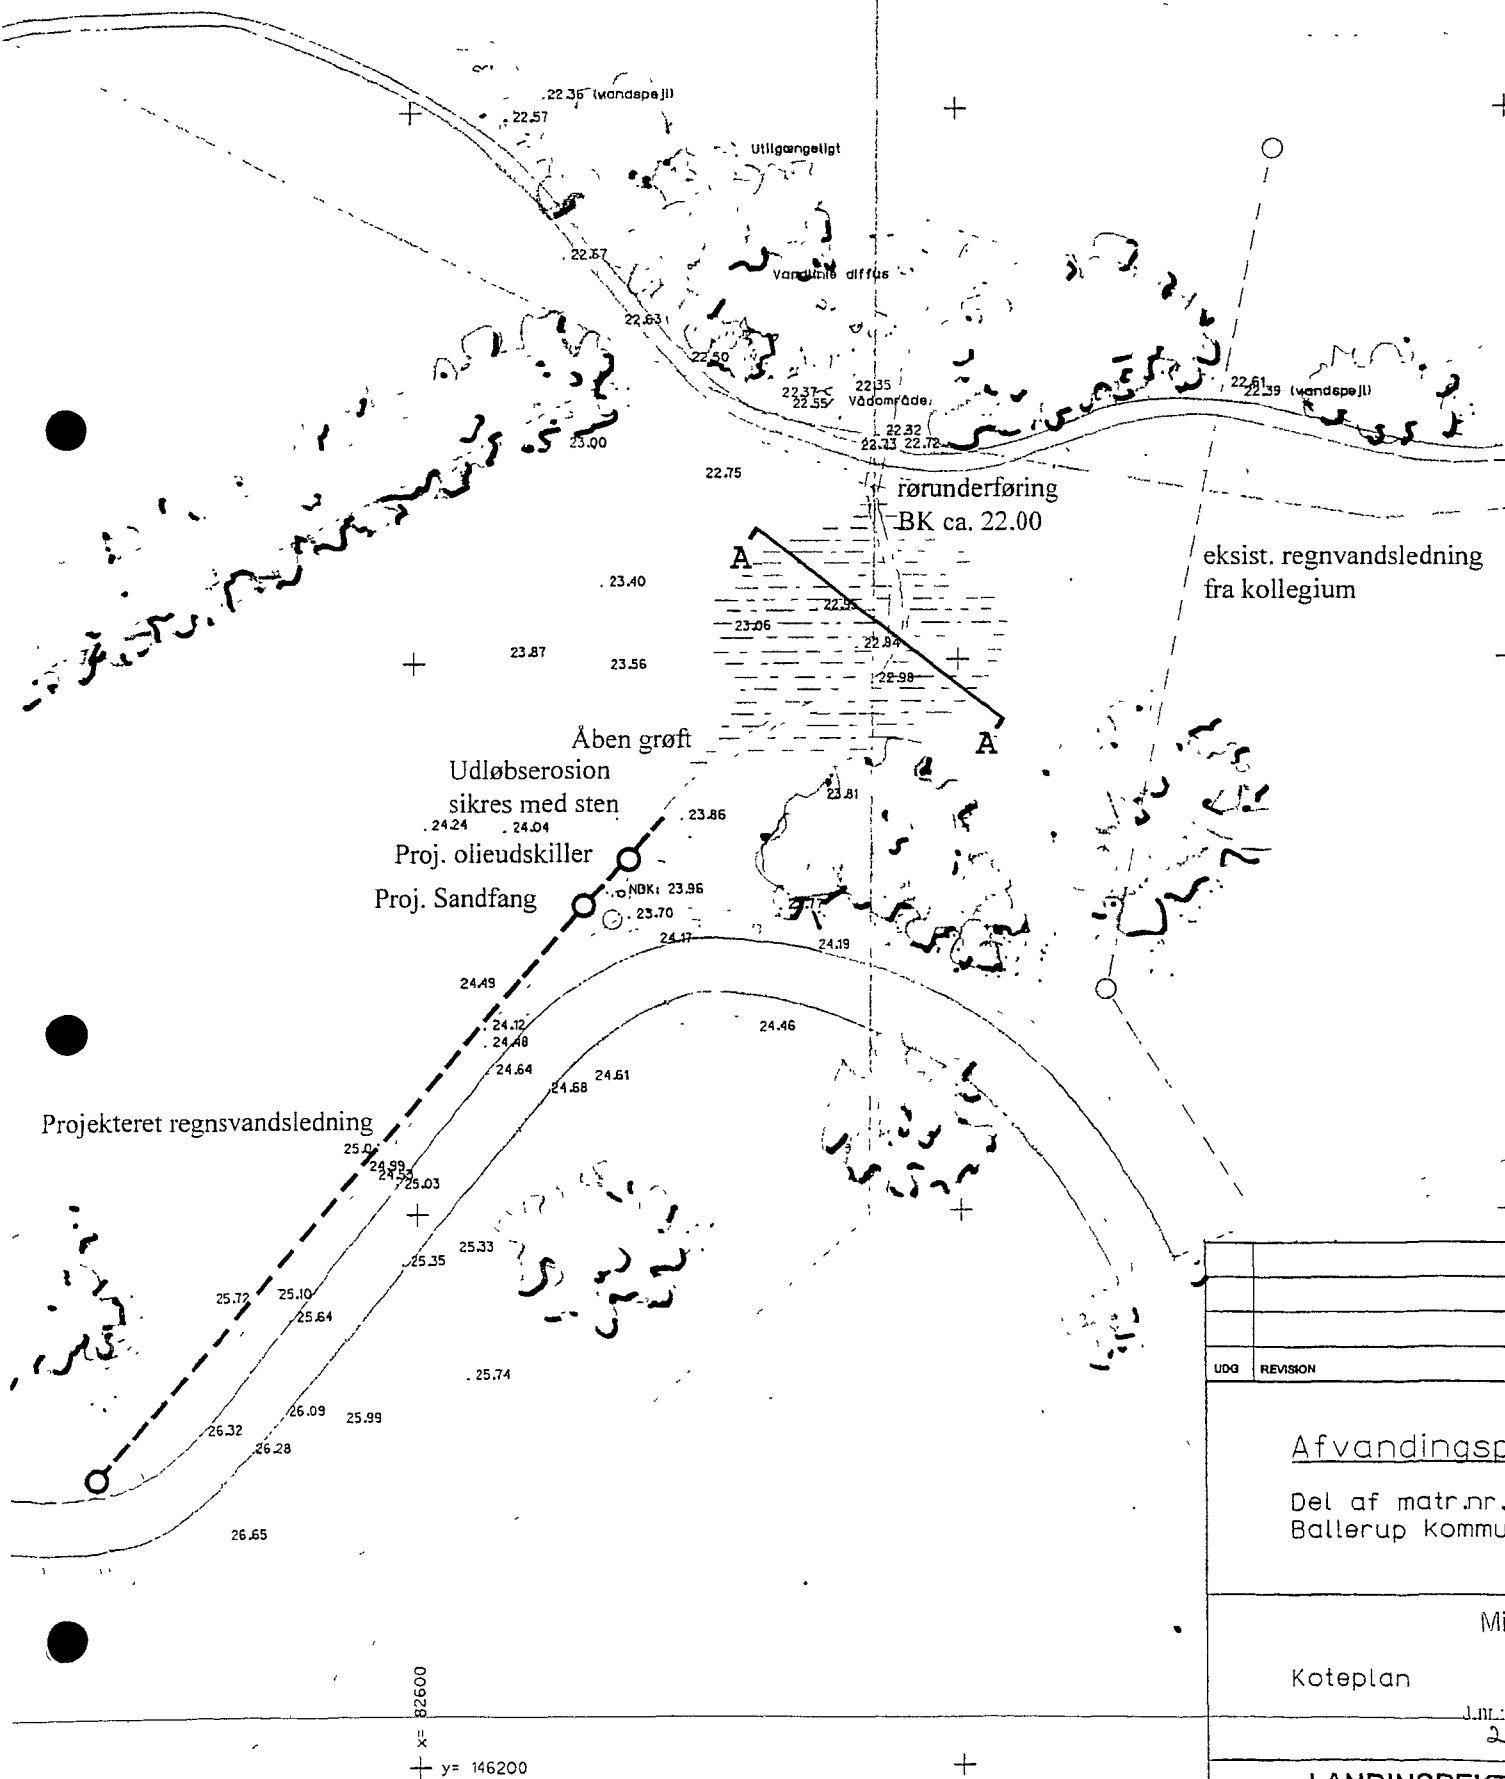 22.36 (vandspejl)
22.57
Utilgængeligt
22.67
Vandlinie diffus
22.63
22.50
22.37
22.35
22.55
Vådområde
22.61
22.39 (vandspejl)
22.32
22.73 22.72
23.00
22.75
rørunderføring
BK ca. 22.00
A
eksist. regnvandsledning
fra kollegium
23.40
23.06
22.94
23.87
23.56
22.98
Åben grøft
A
Udløbserosion
sikres med sten
23.81
23.86
24.24
24.04
Proj. olieudskiller
NDK: 23.96
Proj. Sandfang
23.70
24.17
24.19
24.49
24.12
24.46
24.48
24.64
24.61
24.68
Projekteret regnsvandsledning
24.99
25.03
25.33
25.35
25.72
25.10
25.64
25.74
UDG REVISION
26.09
25.99
26.32
26.28
26.65
Del af matr.nr.
Koteplan
x= 82600
y= 146200